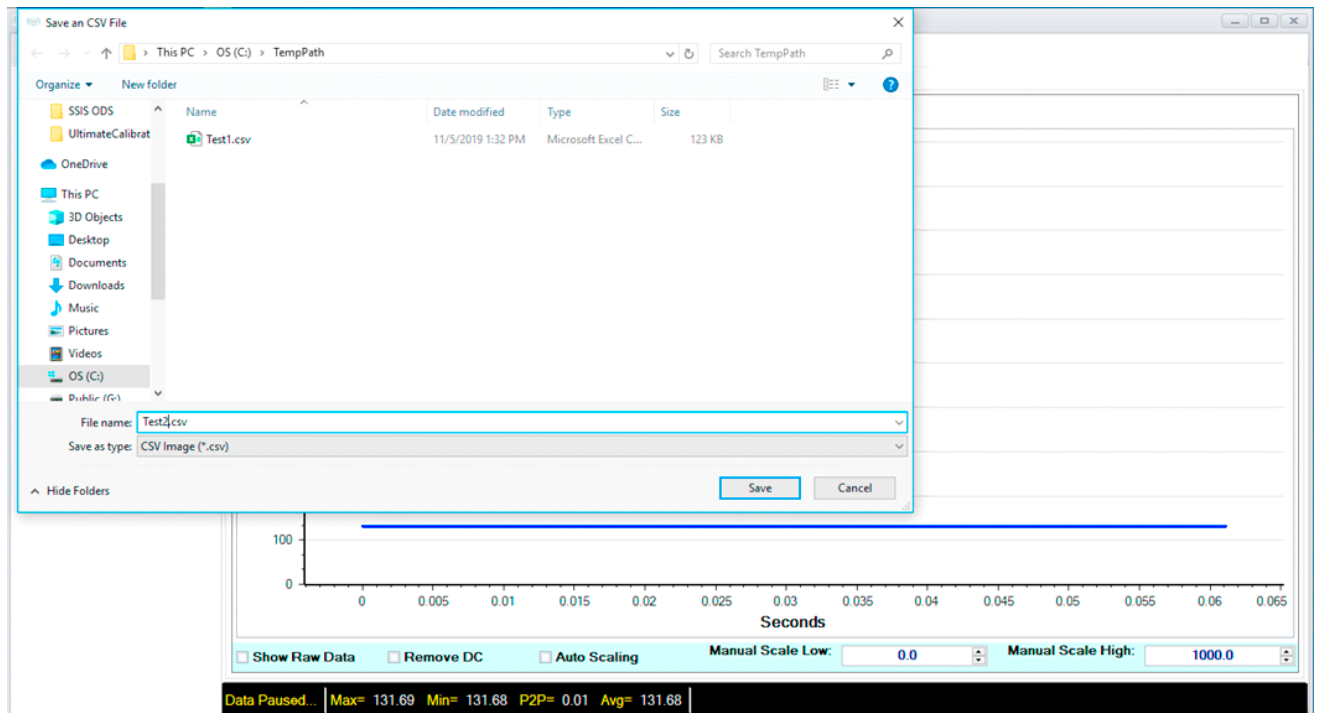 Save an CSV File
This PC > OS (C:) > TempPath
Search TempPath
Organize New folder
Name Date modified Type Size
Test1.csv 11/5/2019 1:32 PM Microsoft Excel C... 123 KB
SSIS ODS
UltimateCalibrat
OneDrive
This PC
3D Objects
Desktop
Documents
Downloads
Music
Pictures
Videos
OS (C:)
Public (G:)
File name: Test2.csv
Save as type: CSV Image (*.csv)
Hide Folders Save Cancel
100
0
0 0.005 0.01 0.015 0.02 0.025 0.03 0.035 0.04 0.045 0.05 0.055 0.06 0.065
Seconds
Show Raw Data Remove DC Auto Scaling Manual Scale Low: 0.0 Manual Scale High: 1000.0
Data Paused... Max= 131.69 Min= 131.68 P2P= 0.01 Avg= 131.68